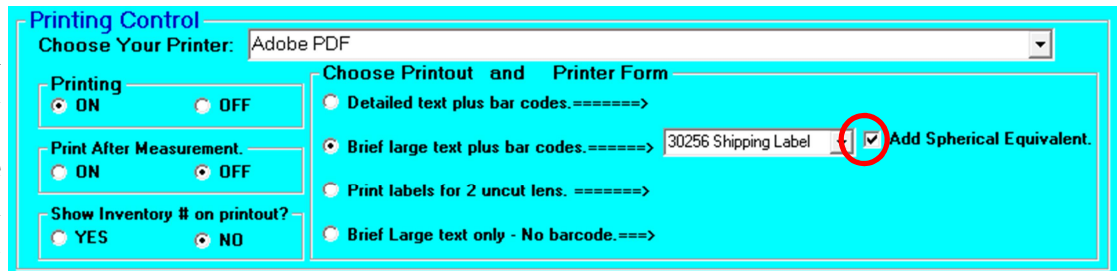 Printing Control
Choose Your Printer: Adobe PDF
Printing
ON OFF
Print After Measurement.
ON OFF
Show Inventory # on printout?
YES NO
Choose Printout and Printer Form
Detailed text plus bar codes.=======>
Brief large text plus bar codes.======> 30256 Shipping Label Add Spherical Equivalent.
Print labels for 2 uncut lens. =======>
Brief Large text only - No barcode.===>